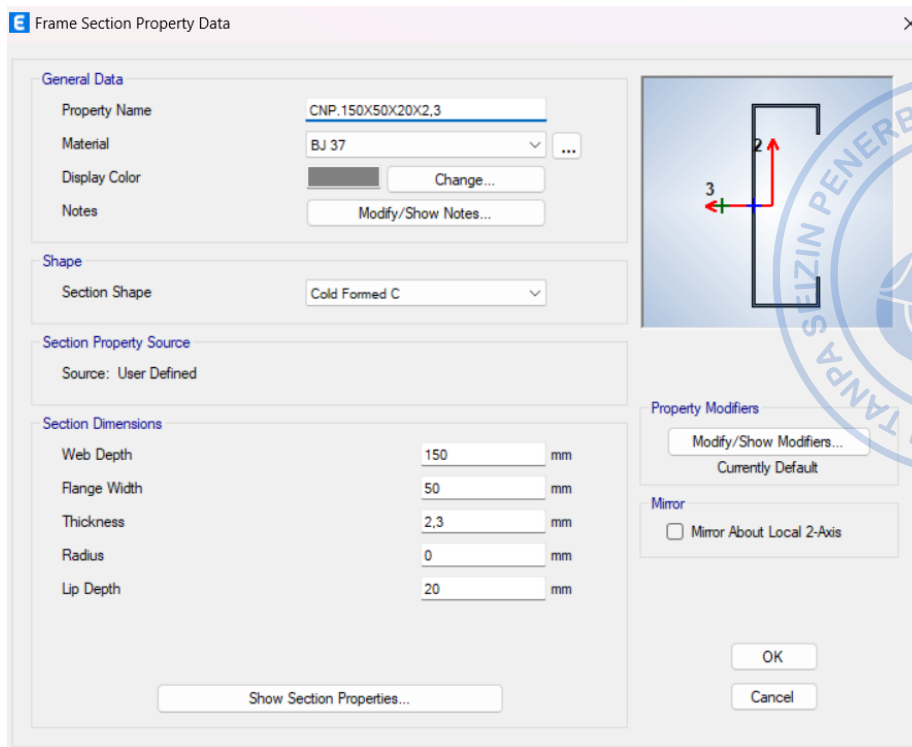 E Frame Section Property Data
General Data
Property Name CNP.150X50X20X2,3
Material BJ 37 ...
Display Color Change...
Notes Modify/Show Notes...
Shape
Section Shape Cold Formed C
Section Property Source
Source: User Defined
Section Dimensions
Web Depth 150 mm
Flange Width 50 mm
Thickness 2,3 mm
Radius 0 mm
Lip Depth 20 mm
Show Section Properties...
2
3
Property Modifiers
Modify/Show Modifiers...
Currently Default
Mirror
Mirror About Local 2-Axis
OK
Cancel
TANPA SEIZIN PENERB